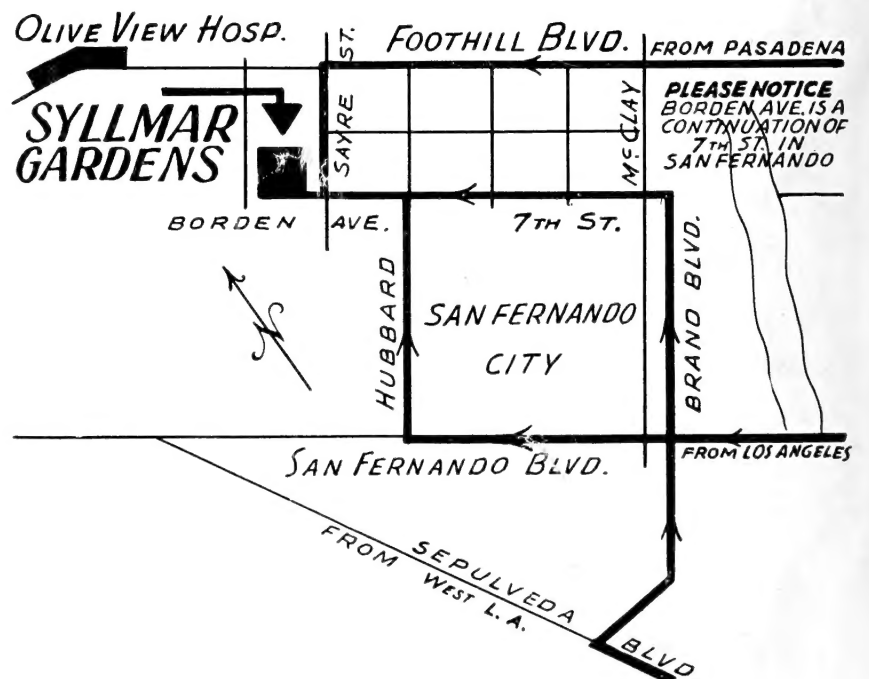 OLIVE VIEW HOSP.
FOOTHILL BLVD.
FROM PASADENA
SAYRE ST.
McCLAY
PLEASE NOTICE
BORDEN AVE. IS A
CONTINUATION OF
7TH ST. IN
SAN FERNANDO
SYLLMAR
GARDENS
BORDEN AVE.
7TH ST.
HUBBARD
BRAND BLVD.
N
SAN FERNANDO
CITY
SAN FERNANDO BLVD.
FROM LOS ANGELES
SEPULVEDA BLVD
FROM WEST L.A.